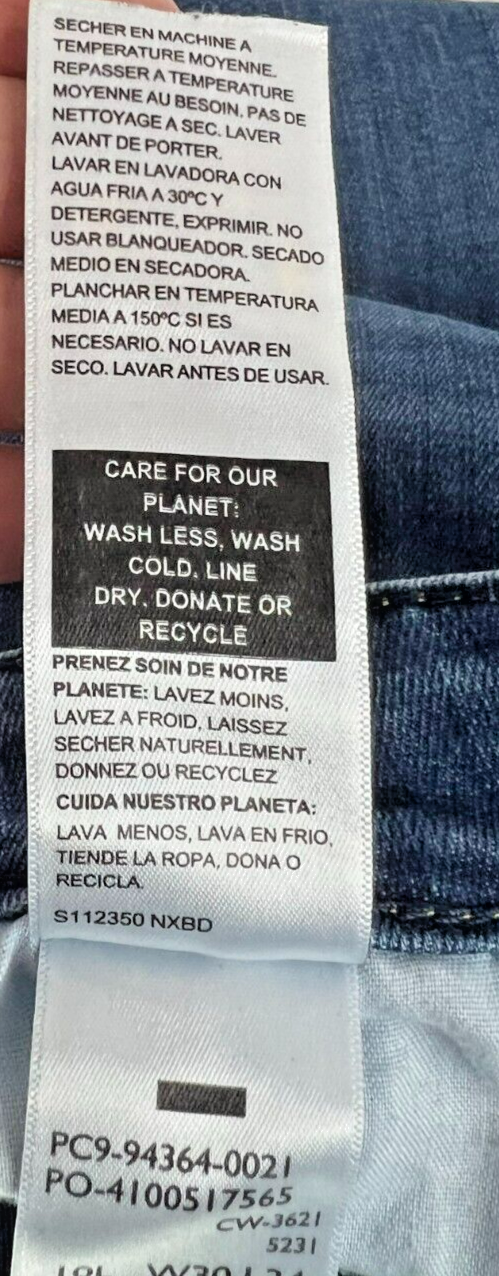 SECHER EN MACHINE A
TEMPERATURE MOYENNE.
REPASSER A TEMPERATURE
MOYENNE AU BESOIN. PAS DE
NETTOYAGE A SEC. LAVER
AVANT DE PORTER.
LAVAR EN LAVADORA CON
AGUA FRIA A 30ºC Y
DETERGENTE, EXPRIMIR. NO
USAR BLANQUEADOR. SECADO
MEDIO EN SECADORA.
PLANCHAR EN TEMPERATURA
MEDIA A 150ºC SI ES
NECESARIO. NO LAVAR EN
SECO. LAVAR ANTES DE USAR.
CARE FOR OUR
PLANET:
WASH LESS, WASH
COLD, LINE
DRY, DONATE OR
RECYCLE
PRENEZ SOIN DE NOTRE
PLANETE: LAVEZ MOINS,
LAVEZ A FROID, LAISSEZ
SECHER NATURELLEMENT,
DONNEZ OU RECYCLEZ
CUIDA NUESTRO PLANETA:
LAVA MENOS, LAVA EN FRIO,
TIENDE LA ROPA, DONA O
RECICLA.
S112350 NXBD
PC9-94364-0021
PO-4100517565
CW-3621
5231